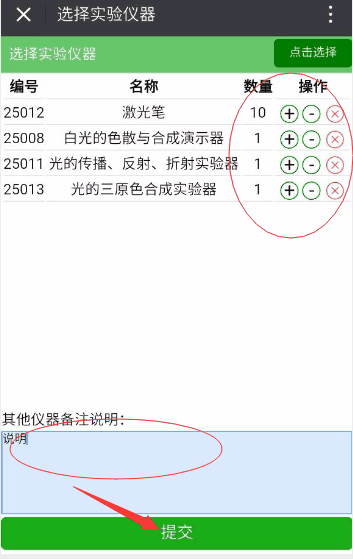 选择实验仪器
选择实验仪器 点击选择
编号 名称 数量 操作
25012 激光笔 10 + -
25008 白光的色散与合成演示器 1 + -
25011 光的传播、反射、折射实验器 1 + -
25013 光的三原色合成实验器 1 + -
其他仪器备注说明：
说明
提交